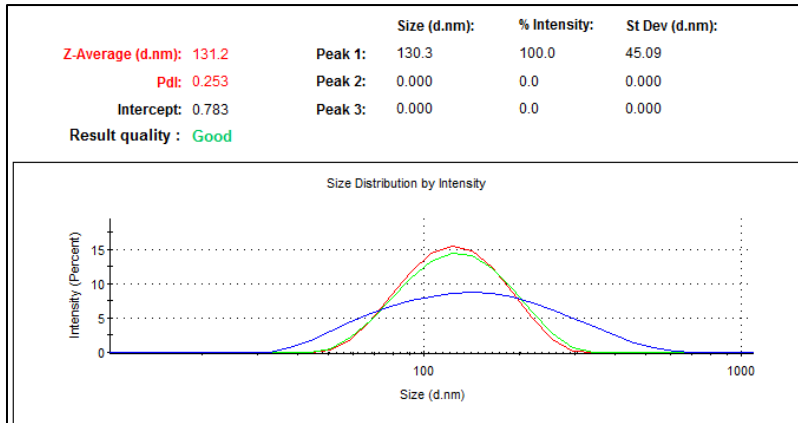 Size (d.nm): % Intensity: St Dev (d.nm):
Z-Average (d.nm): 131.2 Peak 1: 130.3 100.0 45.09
PdI: 0.253 Peak 2: 0.000 0.0 0.000
Intercept: 0.783 Peak 3: 0.000 0.0 0.000
Result quality : Good
Size Distribution by Intensity
Intensity (Percent)
15
10
5
0
100 1000
Size (d.nm)